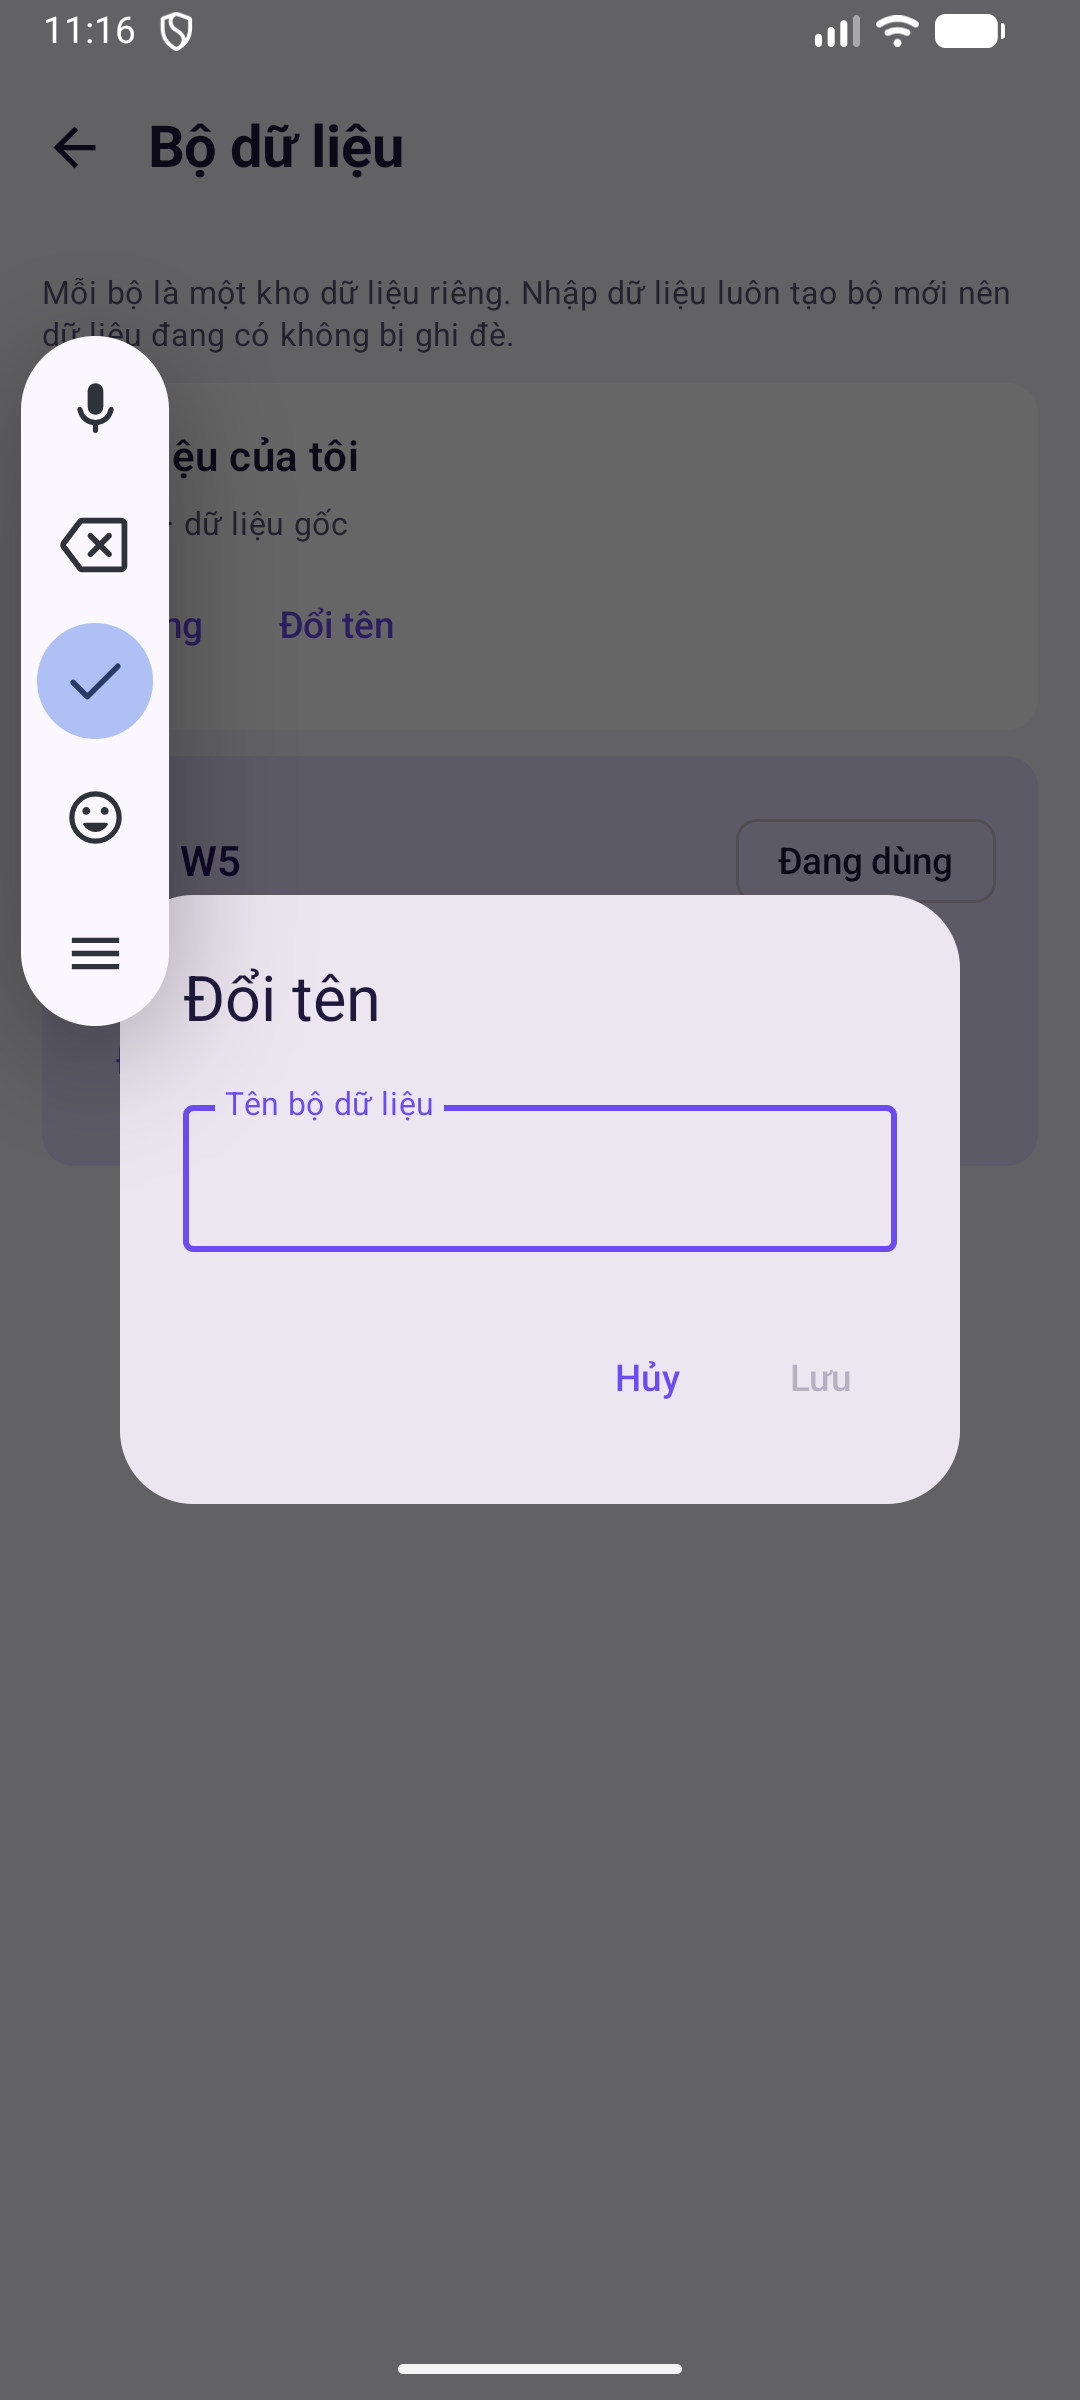 11:16
Bộ dữ liệu
Mỗi bộ là một kho dữ liệu riêng. Nhập dữ liệu luôn tạo bộ mới nên
dữ liệu đang có không bị ghi đè.
của tôi
dữ liệu gốc
Đổi tên
W5
Đang dùng
Đổi tên
Tên bộ dữ liệu
Hủy
Lưu